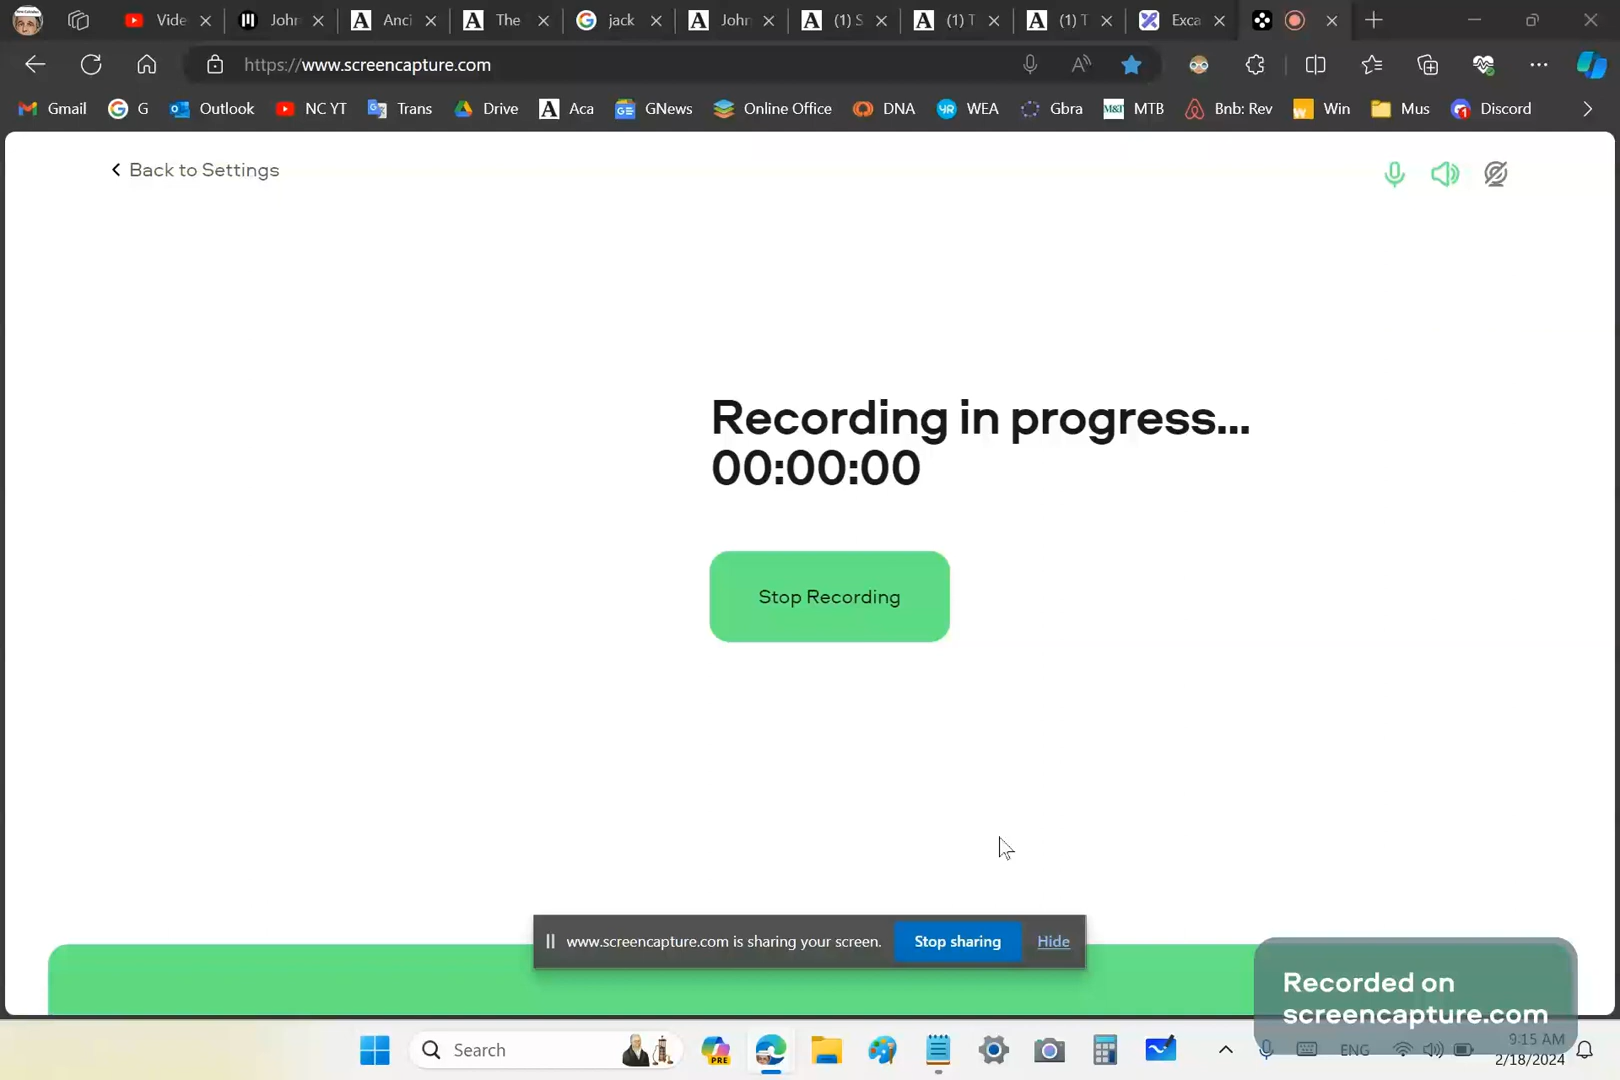 Vide
John
Anci
The
jack
John
(1) S
(1) T
(1) T
Exca
https://www.screencapture.com
Gmail
G
Outlook
NC YT
Trans
Drive
Aca
GNews
Online Office
DNA
WEA
Gbra
MTB
Bnb: Rev
Win
Mus
Discord
Back to Settings
Recording in progress...
00:00:00
Stop Recording
www.screencapture.com is sharing your screen.
Stop sharing
Hide
Recorded on
screencapture.com
Search
PRE
ENG
9:15 AM
2/18/2024